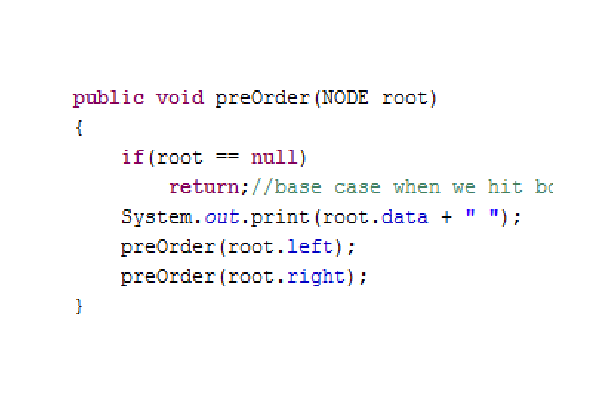 public void preOrder(NODE root)
{
if(root == null)
return;//base case when we hit
System.out.print(root.data + " ");
preOrder(root.left);
preOrder(root.right);
}